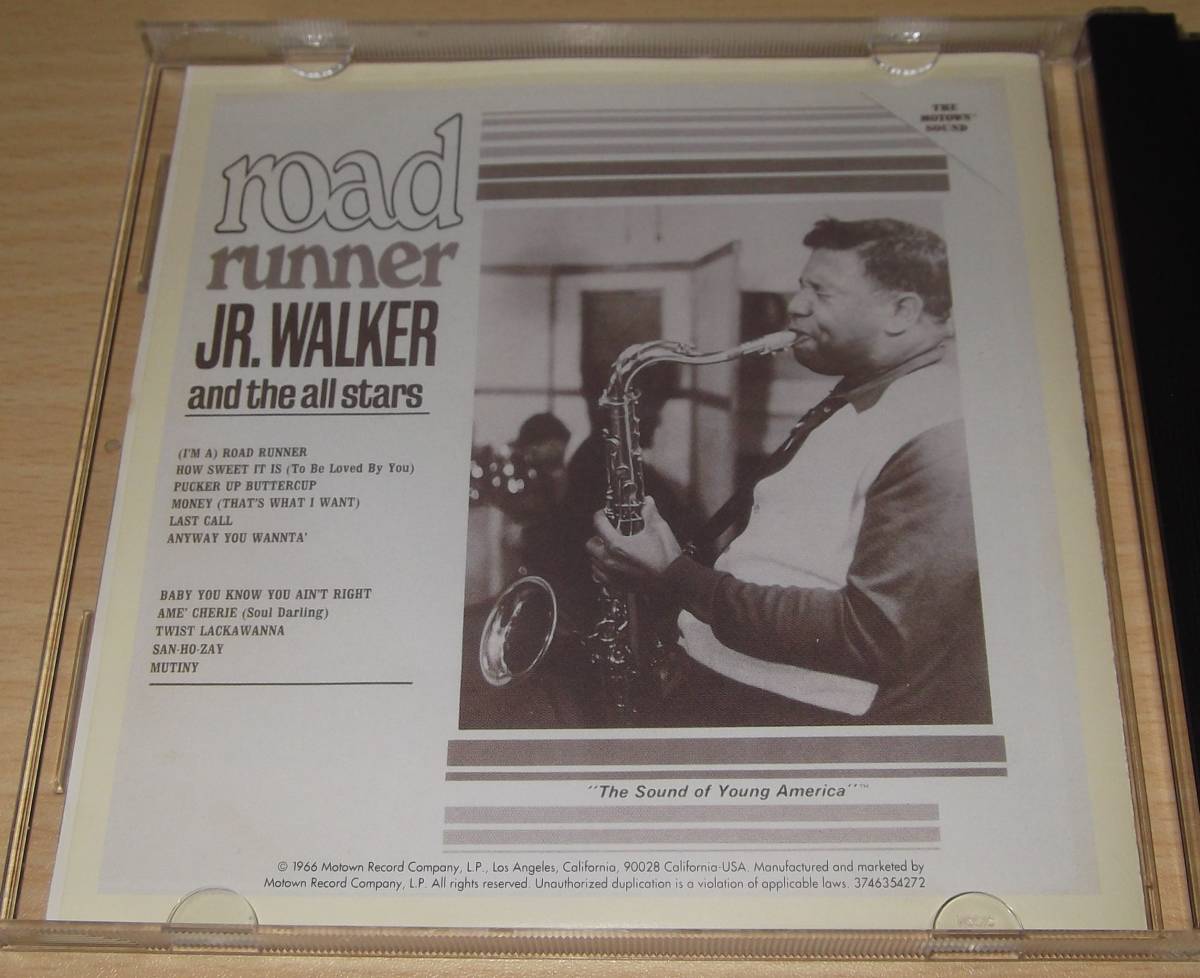 THE
MOTOWN
SOUND
road
runner
JR. WALKER
and the all stars
(I'M A) ROAD RUNNER
HOW SWEET IT IS (To Be Loved By You)
PUCKER UP BUTTERCUP
MONEY (THAT'S WHAT I WANT)
LAST CALL
ANYWAY YOU WANNTA'
BABY YOU KNOW YOU AIN'T RIGHT
AME' CHERIE (Soul Darling)
TWIST LACKAWANNA
SAN-HO-ZAY
MUTINY
"The Sound of Young America"™
© 1966 Motown Record Company, L.P., Los Angeles, California, 90028 California-USA. Manufactured and marketed by
Motown Record Company, L.P. All rights reserved. Unauthorized duplication is a violation of applicable laws. 3746354272